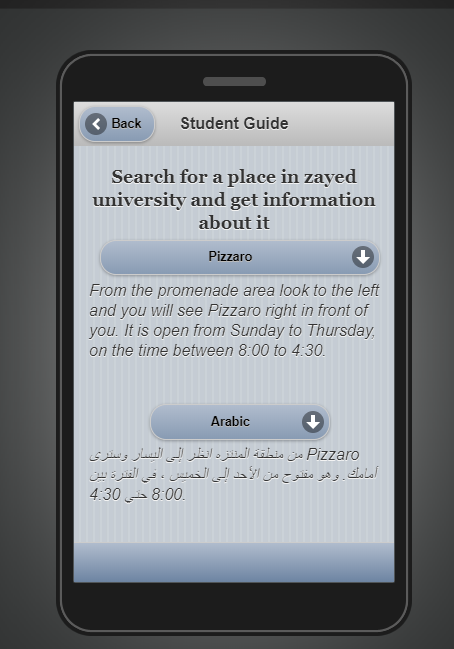 Back
Student Guide
Search for a place in zayed
university and get information
about it
Pizzaro
From the promenade area look to the left
and you will see Pizzaro right in front of
you. It is open from Sunday to Thursday,
on the time between 8:00 to 4:30.
Arabic
من منطقة المنتزه انظر إلى اليسار وسترى Pizzaro
أمامك. وهو مفتوح من الأحد إلى الخميس ، في الفترة بين
8:00 حتي 4:30.